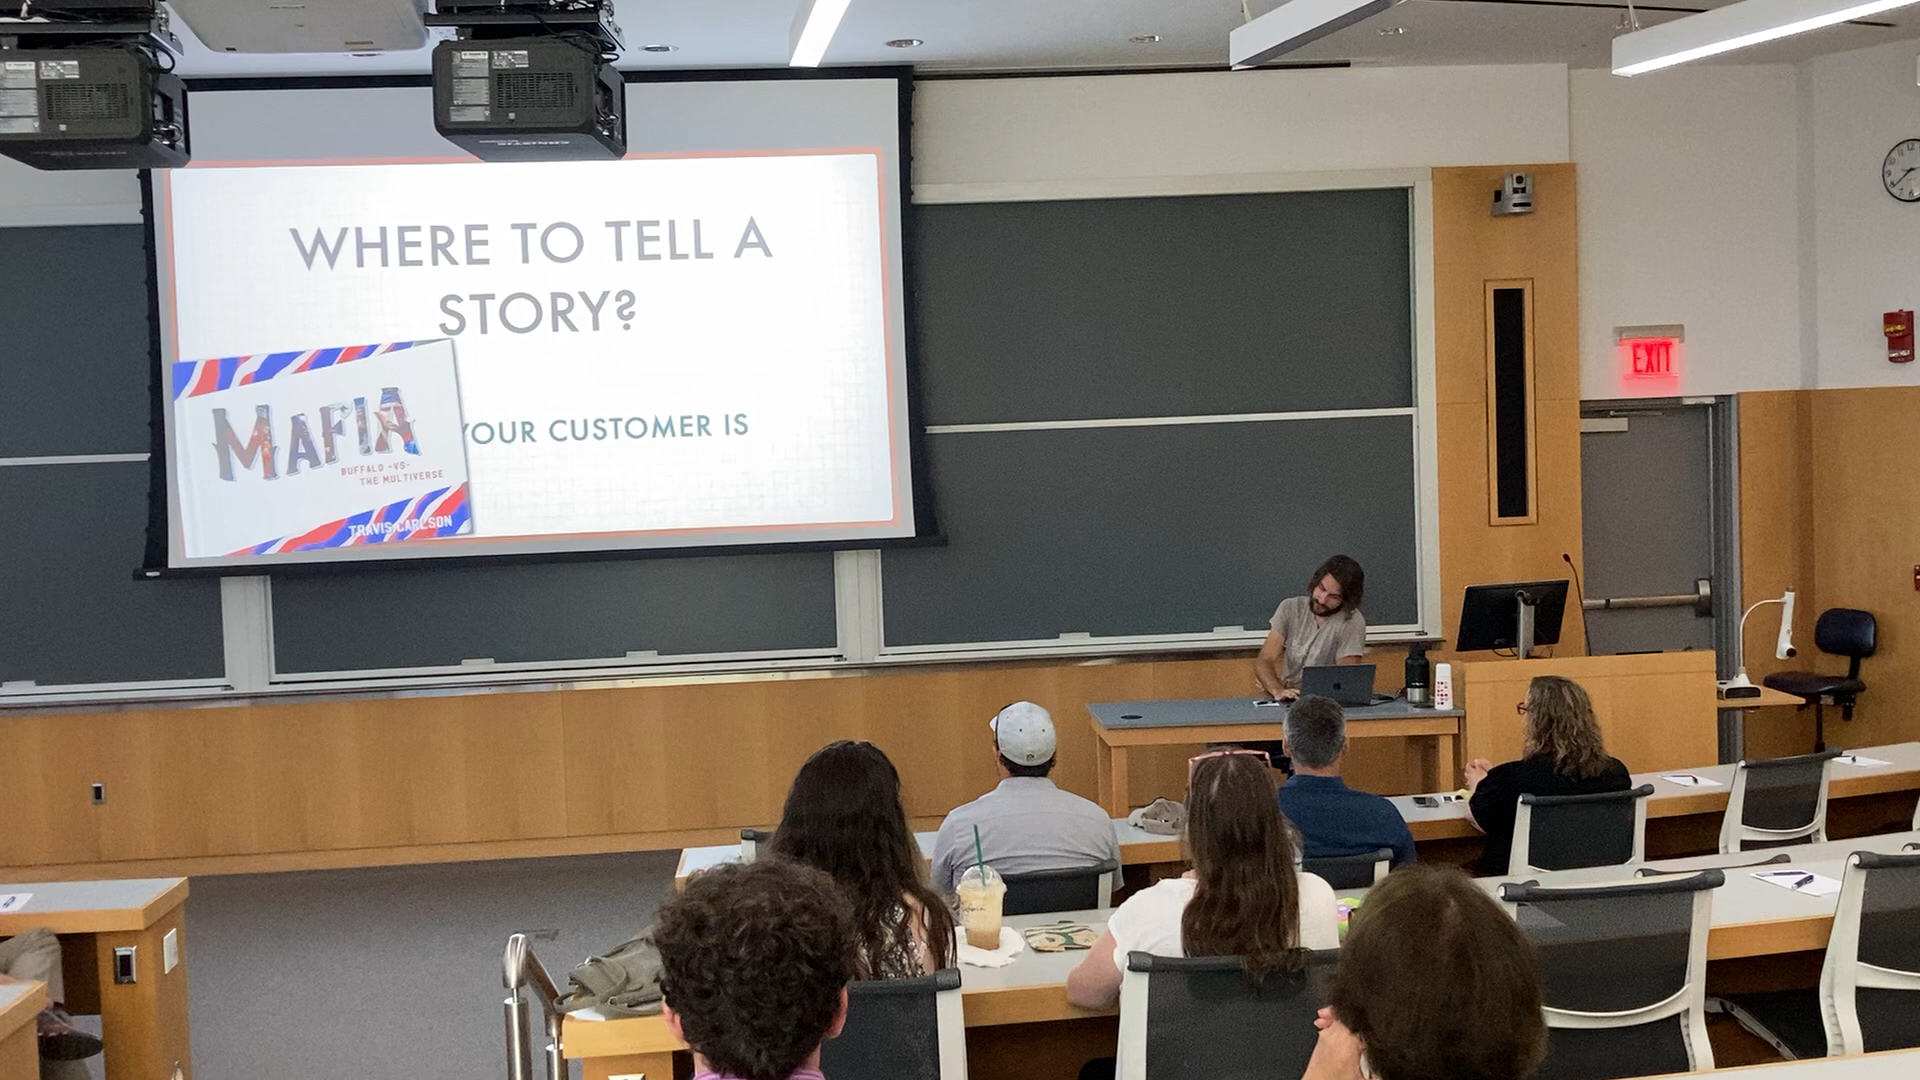 WHERE TO TELL A
STORY?
YOUR CUSTOMER IS
MAFIA
BUFFALO -VS-
THE MULTIVERSE
TRAVIS CARLSON
EXIT